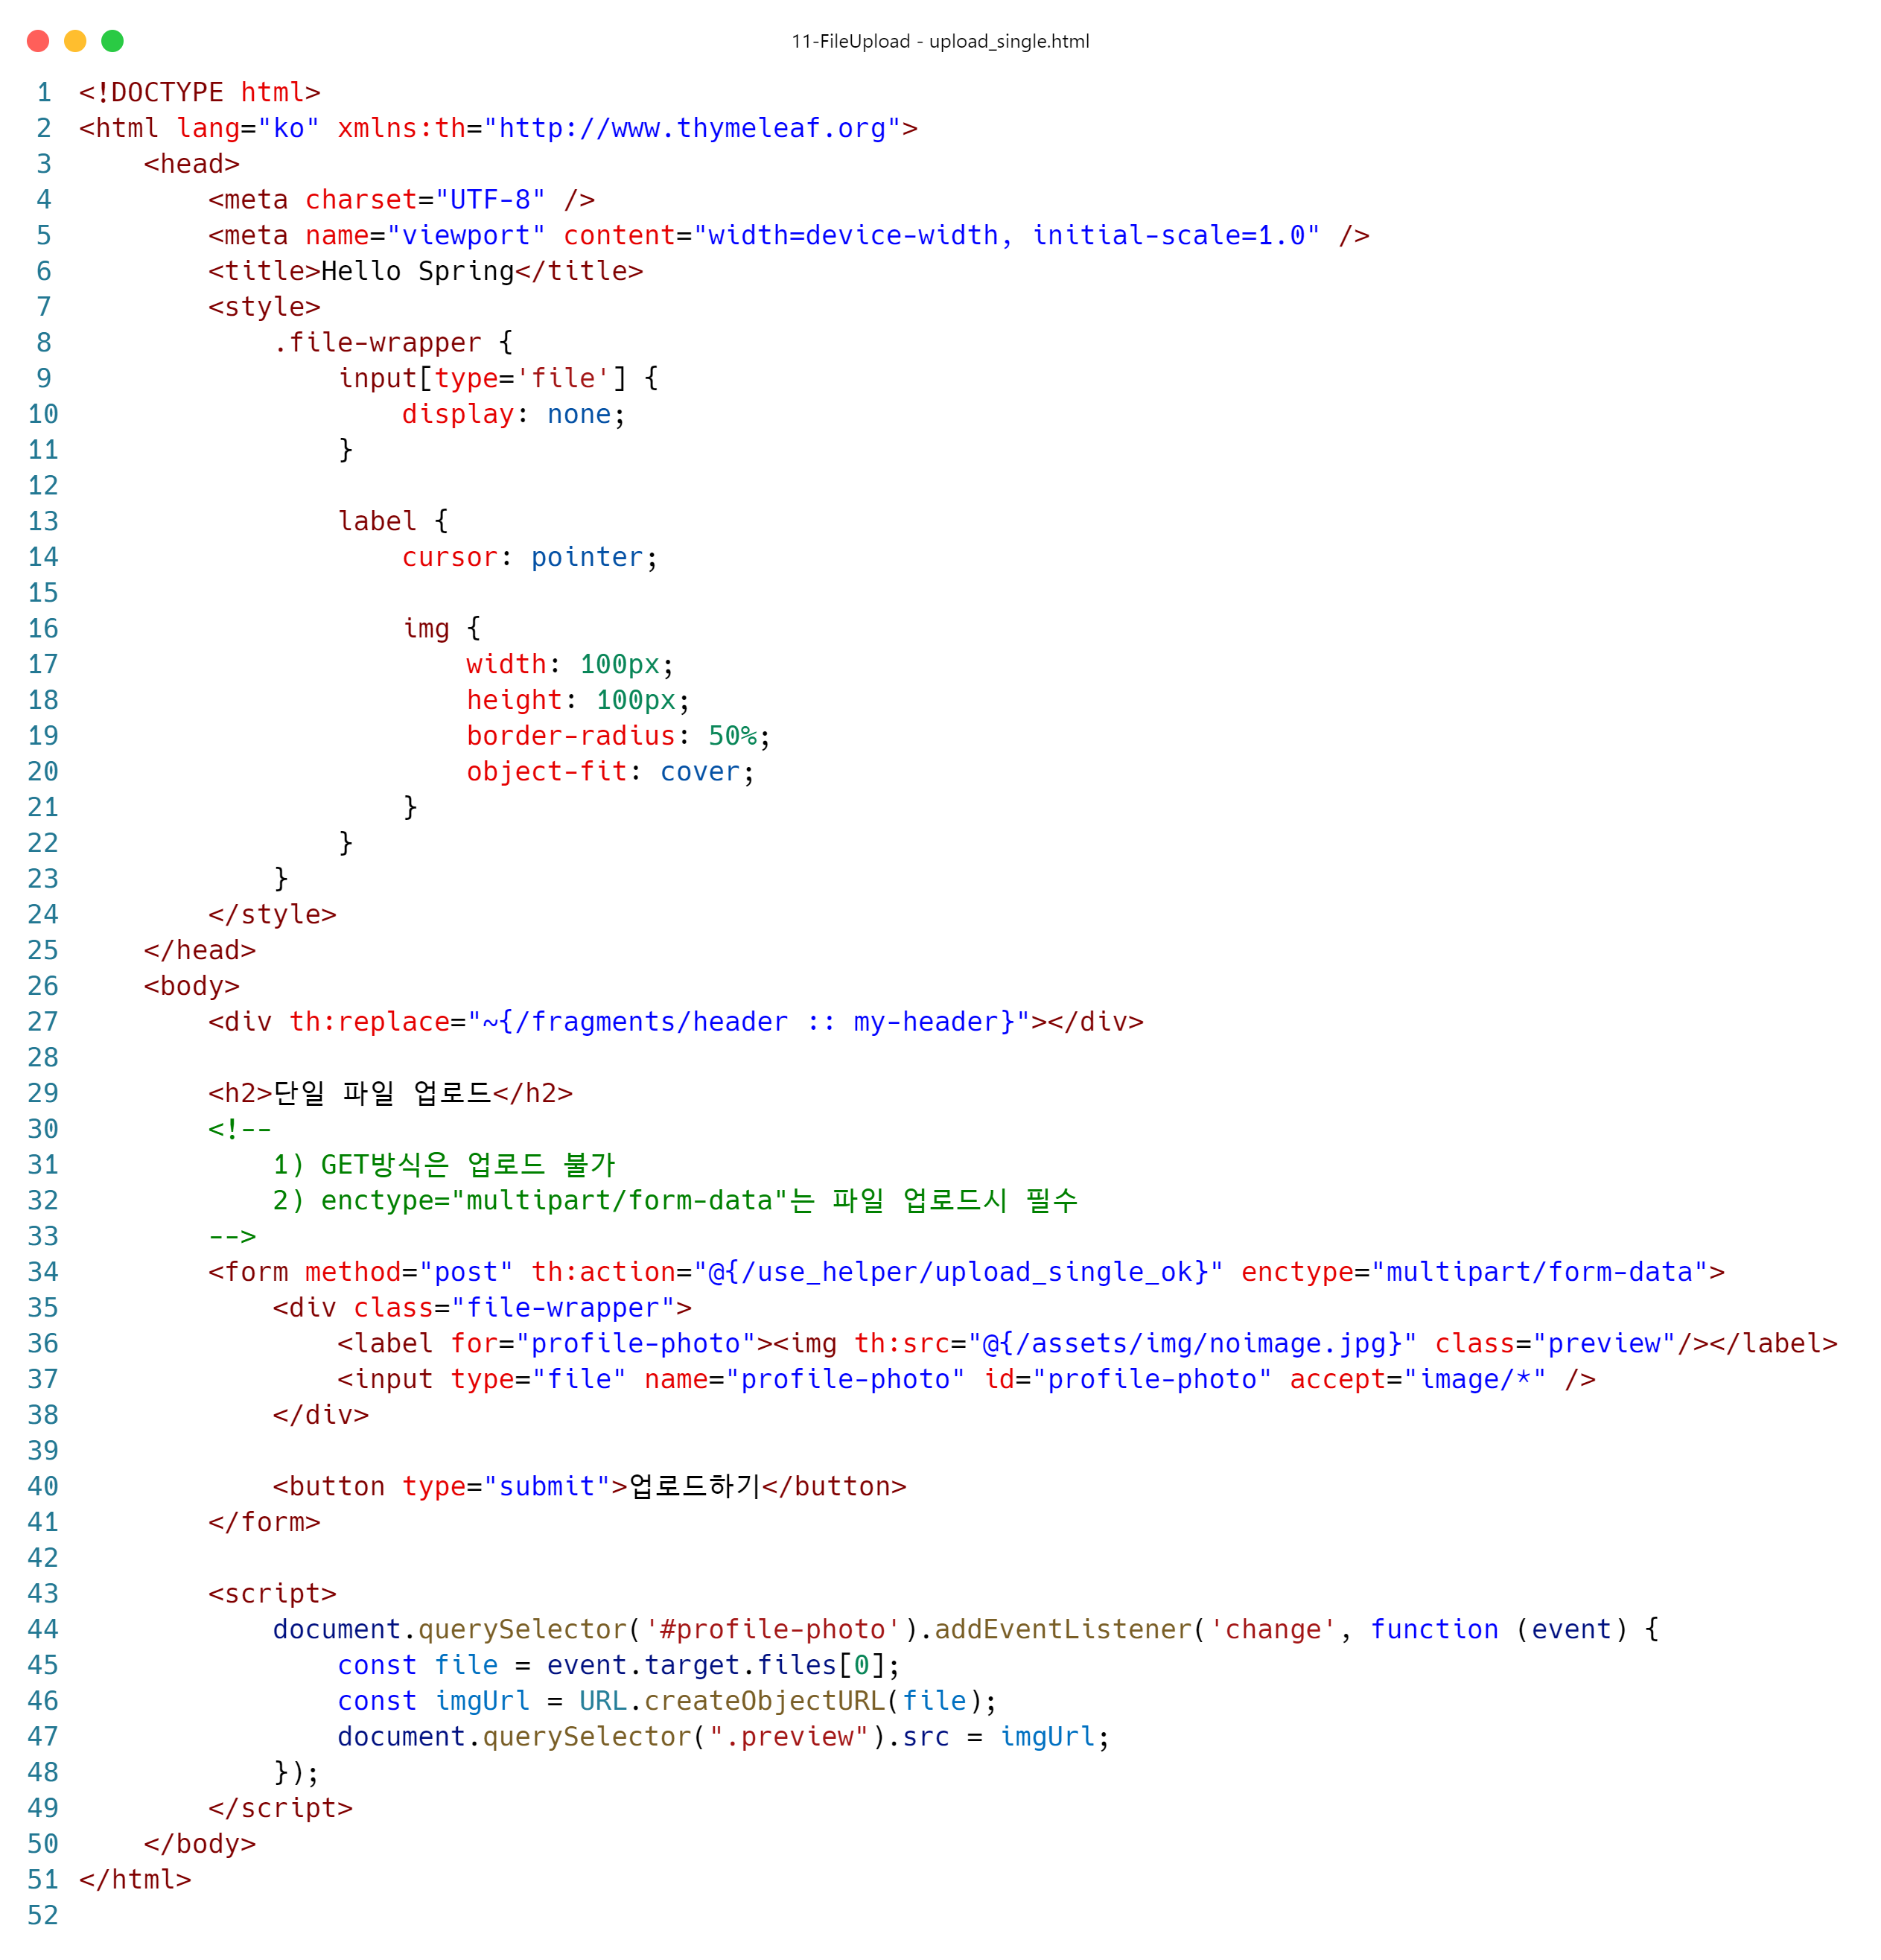 11-FileUpload - upload_single.html
1 <!DOCTYPE html>
2 <html lang="ko" xmlns:th="http://www.thymeleaf.org">
3     <head>
4         <meta charset="UTF-8" />
5         <meta name="viewport" content="width=device-width, initial-scale=1.0" />
6         <title>Hello Spring</title>
7         <style>
8             .file-wrapper {
9                 input[type='file'] {
10                     display: none;
11                 }
12
13                 label {
14                     cursor: pointer;
15
16                     img {
17                         width: 100px;
18                         height: 100px;
19                         border-radius: 50%;
20                         object-fit: cover;
21                     }
22                 }
23             }
24         </style>
25     </head>
26     <body>
27         <div th:replace="~{/fragments/header :: my-header}"></div>
28
29         <h2>단일 파일 업로드</h2>
30         <!--
31             1) GET방식은 업로드 불가
32             2) enctype="multipart/form-data"는 파일 업로드시 필수
33         -->
34         <form method="post" th:action="@{/use_helper/upload_single_ok}" enctype="multipart/form-data">
35             <div class="file-wrapper">
36                 <label for="profile-photo"><img th:src="@{/assets/img/noimage.jpg}" class="preview"/></label>
37                 <input type="file" name="profile-photo" id="profile-photo" accept="image/*" />
38             </div>
39
40             <button type="submit">업로드하기</button>
41         </form>
42
43         <script>
44             document.querySelector('#profile-photo').addEventListener('change', function (event) {
45                 const file = event.target.files[0];
46                 const imgUrl = URL.createObjectURL(file);
47                 document.querySelector(".preview").src = imgUrl;
48             });
49         </script>
50     </body>
51 </html>
52